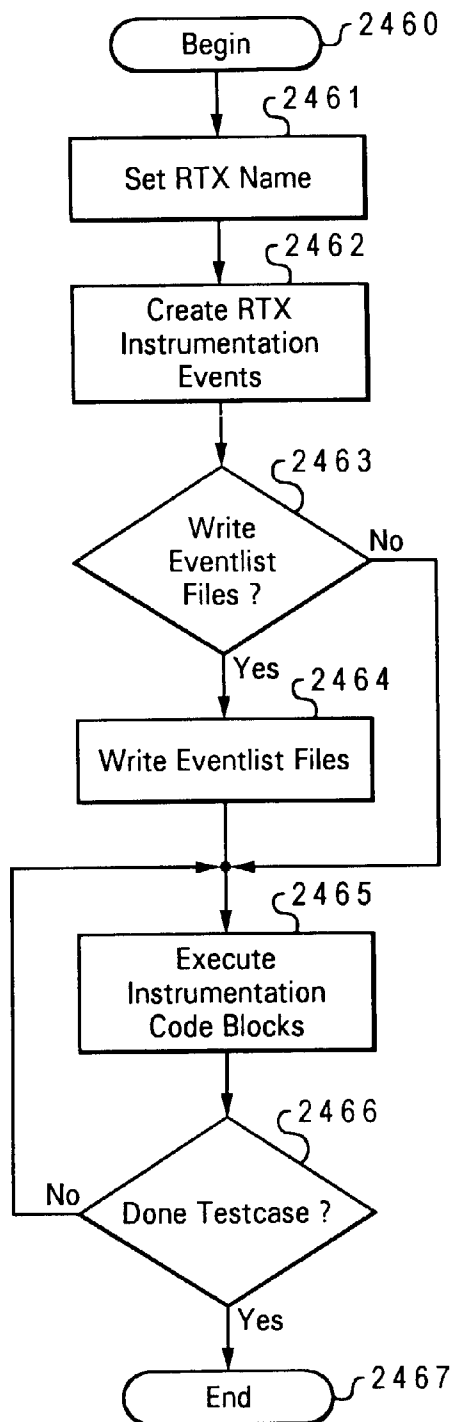 Begin
2460
2461
Set RTX Name
2462
Create RTX
Instrumentation
Events
2463
Write
Eventlist
Files ?
No
Yes
2464
Write Eventlist Files
2465
Execute
Instrumentation
Code Blocks
2466
No
Done Testcase ?
Yes
2467
End